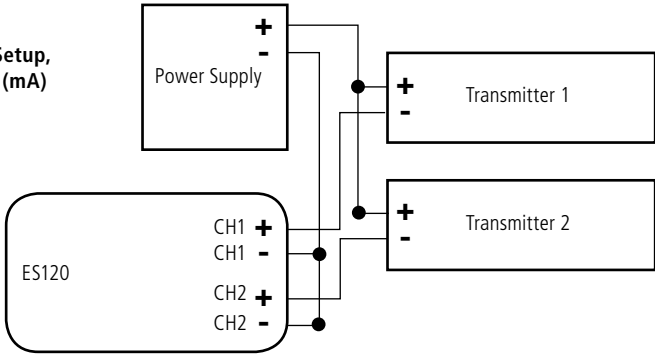 Setup,
(mA)
+
-
Power Supply
+
-
Transmitter 1
+
-
Transmitter 2
CH1 +
CH1 -
ES120
CH2 +
CH2 -